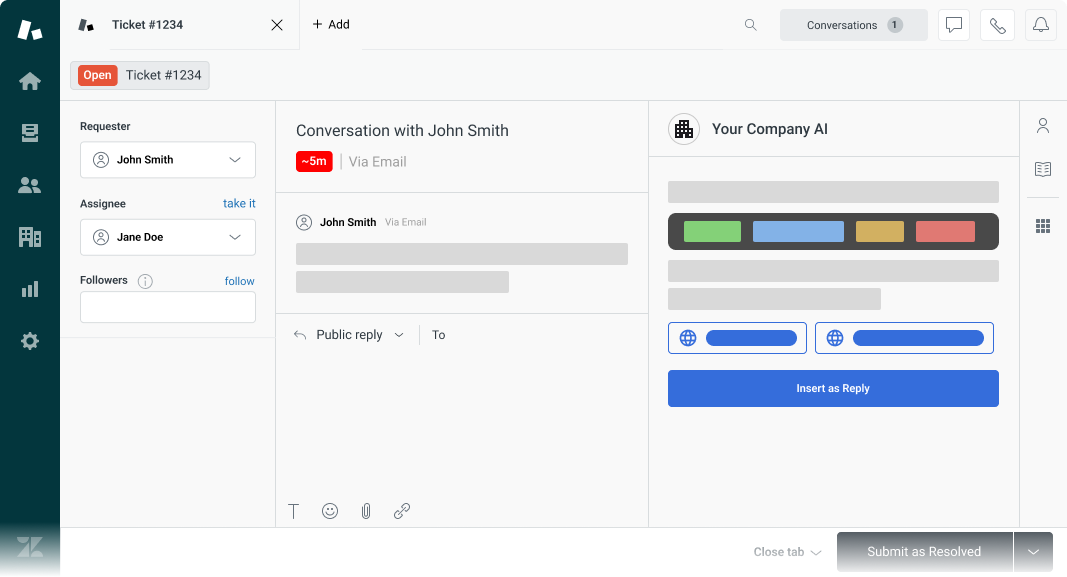 Ticket #1234
Add
Conversations 1
Open Ticket #1234
Requester
John Smith
Assignee take it
Jane Doe
Followers follow
Conversation with John Smith
~5m Via Email
John Smith Via Email
Public reply To
Your Company AI
Insert as Reply
Close tab
Submit as Resolved